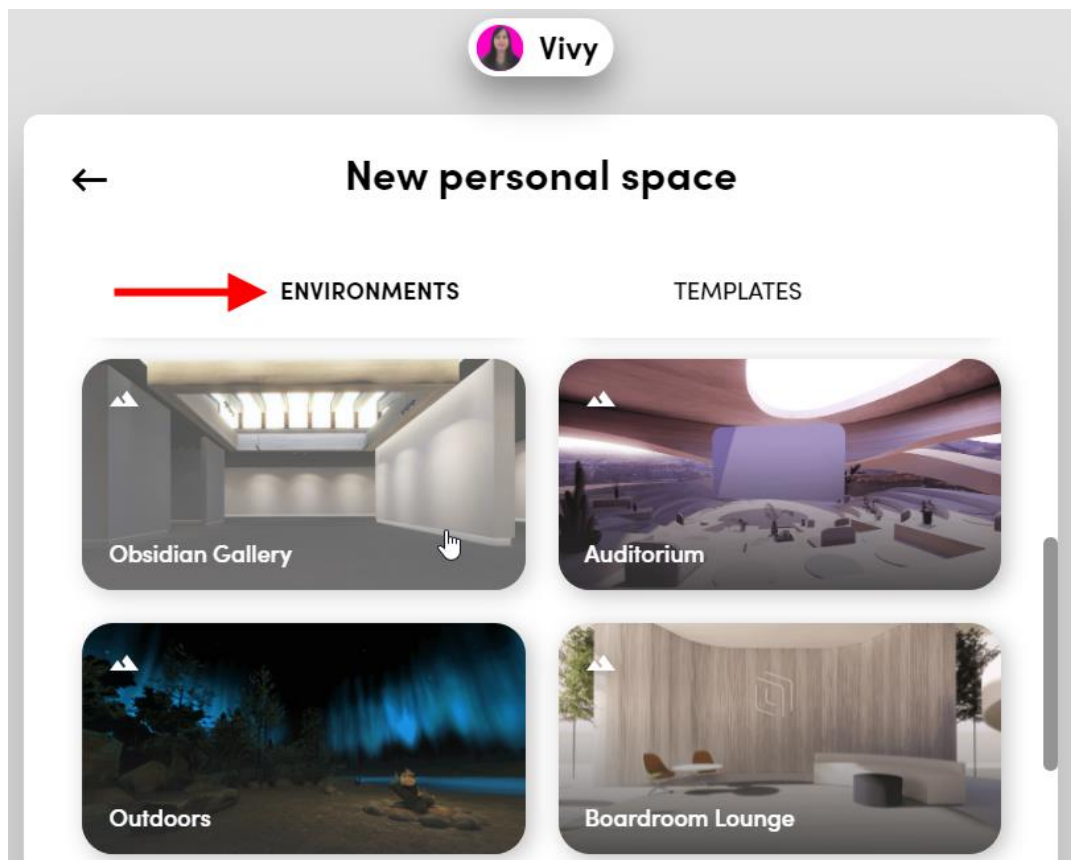 Vivy
New personal space
ENVIRONMENTS
TEMPLATES
Obsidian Gallery
Auditorium
Outdoors
Boardroom Lounge